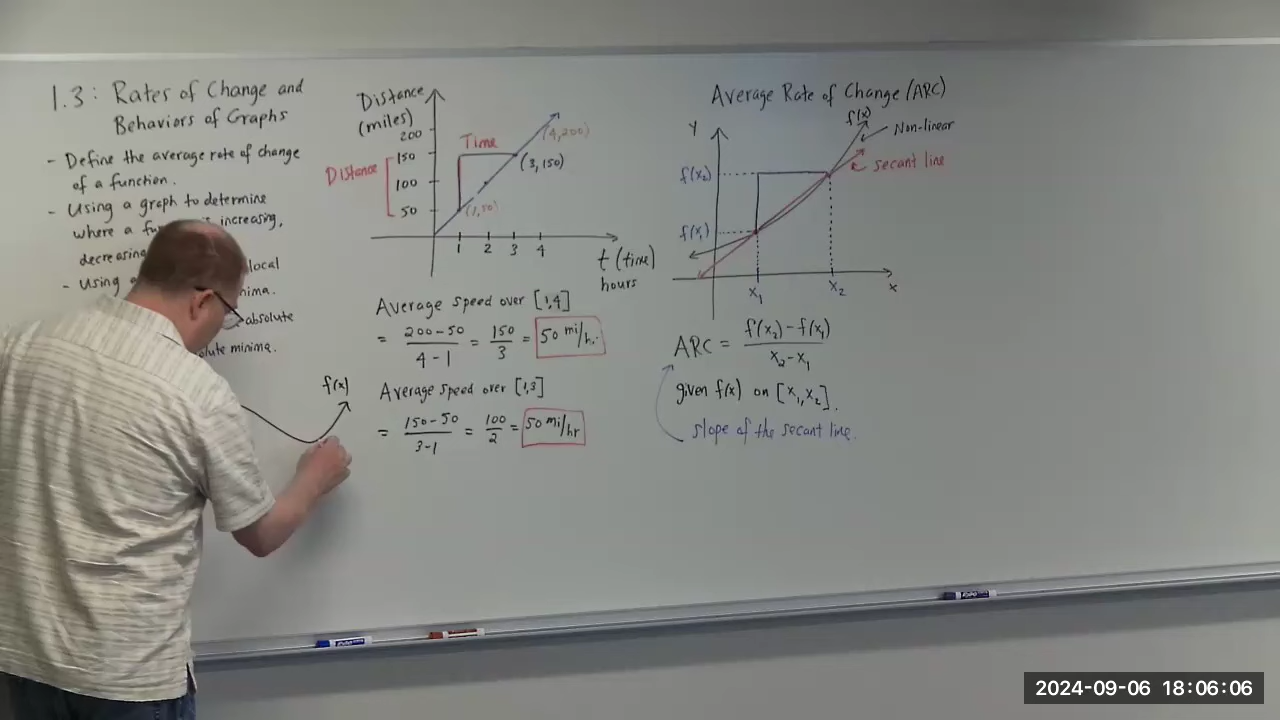 1.3: Rates of Change and
Behaviors of Graphs
- Define the average rate of change
of a function.
- Using a graph to determine
where a increasing,
decreasing
- Using local
absolute
minima.
Distance
(miles)
200
150
100
50
Distance
Time
(4,200)
(3,150)
(1,50)
1 2 3 4
t (time)
hours
Average speed over [1,4]
= 200-50 / 4-1 = 150 / 3 = 50 mi/hr.
f(x)
Average speed over [1,3]
= 150-50 / 3-1 = 100 / 2 = 50 mi/hr
Average Rate of Change (ARC)
y
f(x)
Non-linear
secant line
f(x₂)
f(x₁)
x₁ x₂ x
ARC = f(x₂)-f(x₁) / x₂-x₁
given f(x) on [x₁,x₂].
slope of the secant line.
EXPO
2024-09-06 18:06:06